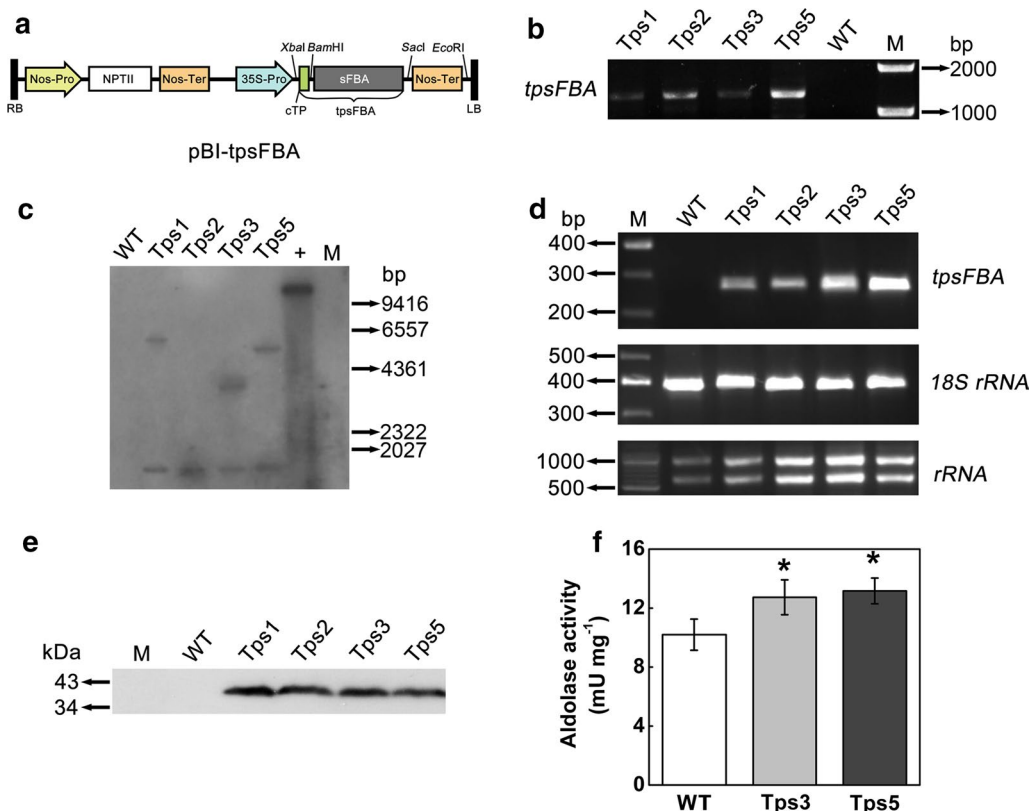 a
XbaI BamHI SacI EcoRI
Nos-Pro NPTII Nos-Ter 35S-Pro sFBA Nos-Ter
RB cTP tpsFBA LB
pBI-tpsFBA
b
Tps1 Tps2 Tps3 Tps5 WT M bp
tpsFBA
2000
1000
c
WT Tps1 Tps2 Tps3 Tps5 + M
bp
9416
6557
4361
2322
2027
d
bp M WT Tps1 Tps2 Tps3 Tps5
400
300 tpsFBA
200
500
400 18S rRNA
300
1000
500 rRNA
e
kDa M WT Tps1 Tps2 Tps3 Tps5
43
34
f
Aldolase activity
(mU mg-1)
16
12
8
4
0
* *
WT Tps3 Tps5